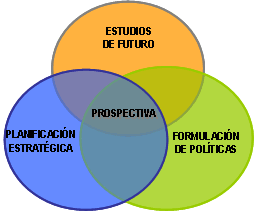 ESTUDIOS
DE FUTURO
PROSPECTIVA
PLANIFICACIÓN
ESTRATÉGICA
FORMULACIÓN
DE POLÍTICAS